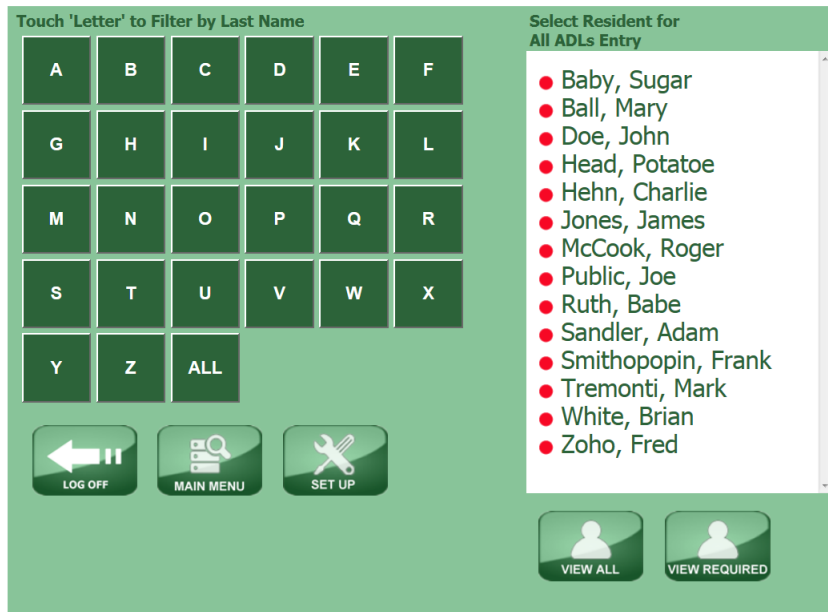 Touch 'Letter' to Filter by Last Name
A B C D E F
G H I J K L
M N O P Q R
S T U V W X
Y Z ALL
LOG OFF MAIN MENU SET UP
Select Resident for
All ADLs Entry
Baby, Sugar
Ball, Mary
Doe, John
Head, Potatoe
Hehn, Charlie
Jones, James
McCook, Roger
Public, Joe
Ruth, Babe
Sandler, Adam
Smithopopin, Frank
Tremonti, Mark
White, Brian
Zoho, Fred
VIEW ALL VIEW REQUIRED